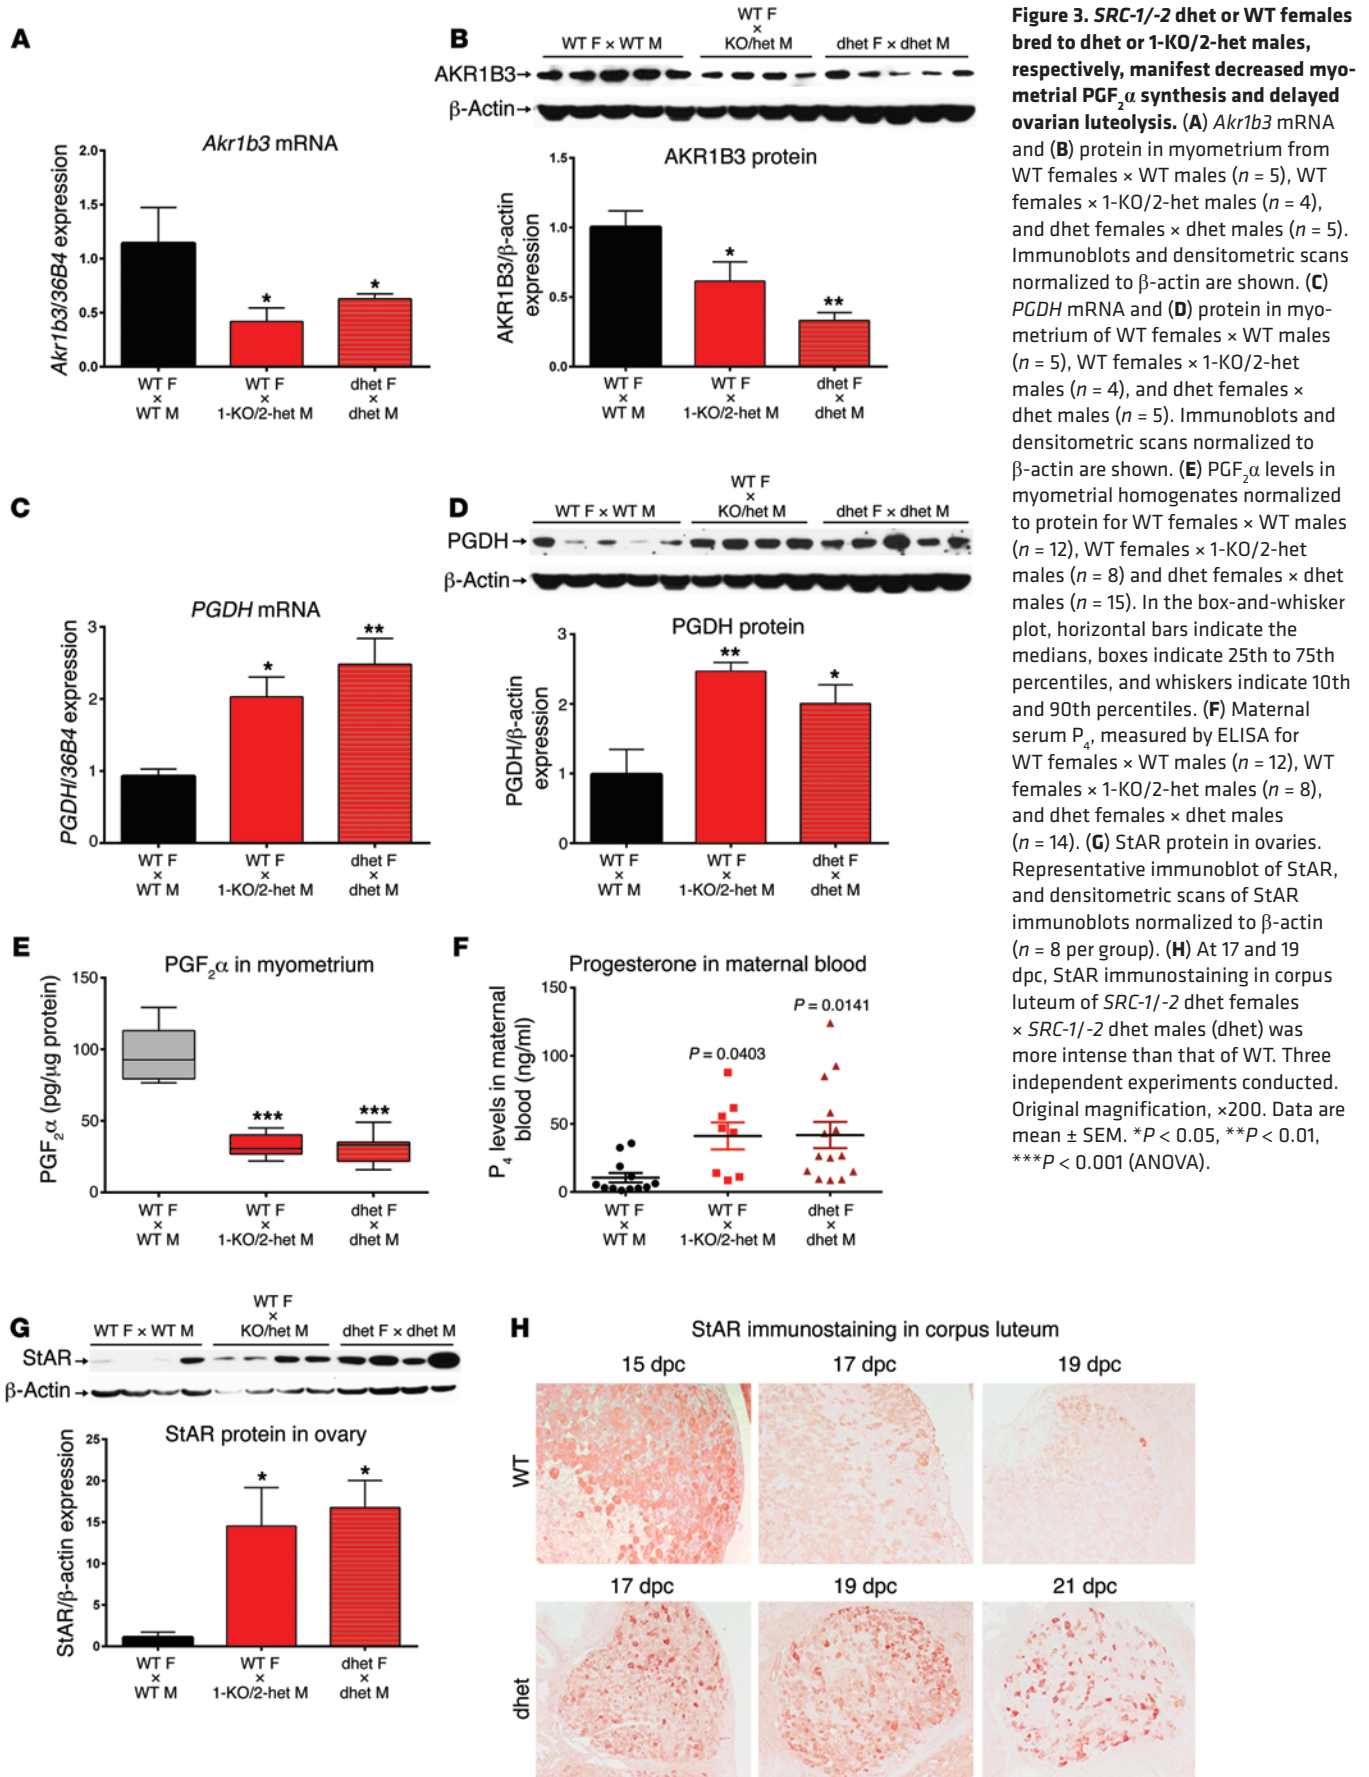 A
Akr1b3 mRNA
Akr1b3/36B4 expression
2.0
1.5
1.0
0.5
0.0
*
*
WT F
×
WT M
WT F
×
1-KO/2-het M
dhet F
×
dhet M
B
WT F × WT M
WT F
×
KO/het M
dhet F × dhet M
AKR1B3→
β-Actin→
AKR1B3 protein
AKR1B3/β-actin
expression
1.5
1.0
0.5
0.0
*
**
WT F
×
WT M
WT F
×
1-KO/2-het M
dhet F
×
dhet M
C
PGDH mRNA
PGDH/36B4 expression
3
2
1
0
*
**
WT F
×
WT M
WT F
×
1-KO/2-het M
dhet F
×
dhet M
D
WT F × WT M
WT F
×
KO/het M
dhet F × dhet M
PGDH→
β-Actin→
PGDH protein
PGDH/β-actin
expression
3
2
1
0
**
*
WT F
×
WT M
WT F
×
1-KO/2-het M
dhet F
×
dhet M
E
PGF₂α in myometrium
PGF₂α (pg/μg protein)
150
100
50
0
***
***
WT F
×
WT M
WT F
×
1-KO/2-het M
dhet F
×
dhet M
F
Progesterone in maternal blood
P₄ levels in maternal
blood (ng/ml)
150
100
50
0
P = 0.0403
P = 0.0141
WT F
×
WT M
WT F
×
1-KO/2-het M
dhet F
×
dhet M
G
WT F × WT M
WT F
×
KO/het M
dhet F × dhet M
StAR→
β-Actin→
StAR protein in ovary
StAR/β-actin expression
25
20
15
10
5
0
*
*
WT F
×
WT M
WT F
×
1-KO/2-het M
dhet F
×
dhet M
H
StAR immunostaining in corpus luteum
15 dpc
17 dpc
19 dpc
WT
17 dpc
19 dpc
21 dpc
dhet
Figure 3. SRC-1/-2 dhet or WT females
bred to dhet or 1-KO/2-het males,
respectively, manifest decreased myo-
metrial PGF₂α synthesis and delayed
ovarian luteolysis. (A) Akr1b3 mRNA
and (B) protein in myometrium from
WT females × WT males (n = 5), WT
females × 1-KO/2-het males (n = 4),
and dhet females × dhet males (n = 5).
Immunoblots and densitometric scans
normalized to β-actin are shown. (C)
PGDH mRNA and (D) protein in myo-
metrium of WT females × WT males
(n = 5), WT females × 1-KO/2-het
males (n = 4), and dhet females ×
dhet males (n = 5). Immunoblots and
densitometric scans normalized to
β-actin are shown. (E) PGF₂α levels in
myometrial homogenates normalized
to protein for WT females × WT males
(n = 12), WT females × 1-KO/2-het
males (n = 8) and dhet females × dhet
males (n = 15). In the box-and-whisker
plot, horizontal bars indicate the
medians, boxes indicate 25th to 75th
percentiles, and whiskers indicate 10th
and 90th percentiles. (F) Maternal
serum P₄, measured by ELISA for
WT females × WT males (n = 12), WT
females × 1-KO/2-het males (n = 8),
and dhet females × dhet males
(n = 14). (G) StAR protein in ovaries.
Representative immunoblot of StAR,
and densitometric scans of StAR
immunoblots normalized to β-actin
(n = 8 per group). (H) At 17 and 19
dpc, StAR immunostaining in corpus
luteum of SRC-1/-2 dhet females
× SRC-1/-2 dhet males (dhet) was
more intense than that of WT. Three
independent experiments conducted.
Original magnification, ×200. Data are
mean ± SEM. *P < 0.05, **P < 0.01,
***P < 0.001 (ANOVA).